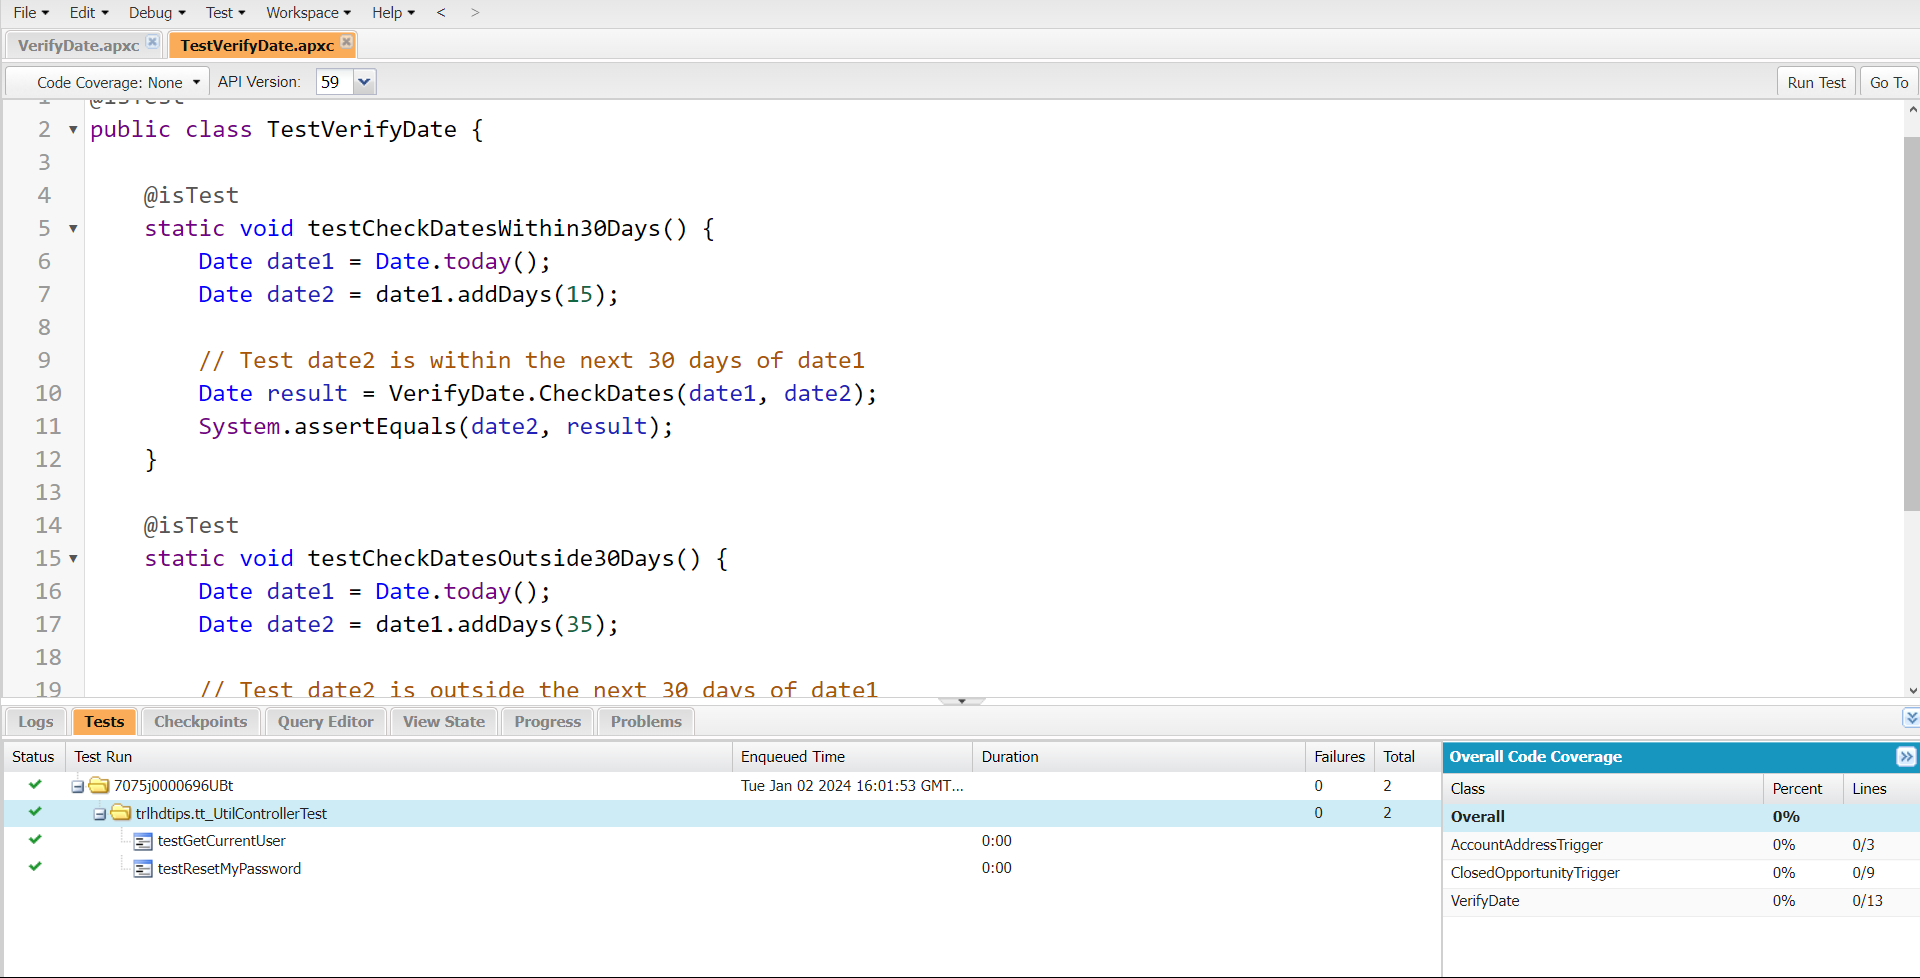 File Edit Debug Test Workspace Help < >
VerifyDate.apxc TestVerifyDate.apxc
Code Coverage: None API Version: 59 Run Test Go To
1 @isTest
2 public class TestVerifyDate {
3
4 @isTest
5 static void testCheckDatesWithin30Days() {
6 Date date1 = Date.today();
7 Date date2 = date1.addDays(15);
8
9 // Test date2 is within the next 30 days of date1
10 Date result = VerifyDate.CheckDates(date1, date2);
11 System.assertEquals(date2, result);
12 }
13
14 @isTest
15 static void testCheckDatesOutside30Days() {
16 Date date1 = Date.today();
17 Date date2 = date1.addDays(35);
18
19 // Test date2 is outside the next 30 days of date1
Logs Tests Checkpoints Query Editor View State Progress Problems
Status Test Run Enqueued Time Duration Failures Total
7075j0000696UBt Tue Jan 02 2024 16:01:53 GMT... 0 2
trlhdtips.tt_UtilControllerTest 0 2
testGetCurrentUser 0:00
testResetMyPassword 0:00
Overall Code Coverage
Class Percent Lines
Overall 0%
AccountAddressTrigger 0% 0/3
ClosedOpportunityTrigger 0% 0/9
VerifyDate 0% 0/13